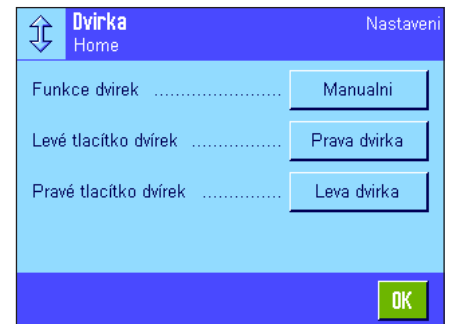 Dvirka
Nastaveni
Home
Funkce dvirek ....................... Manualni
Levé tlacítko dvírek ................ Prava dvirka
Pravé tlacítko dvírek .............. Leva dvirka
OK